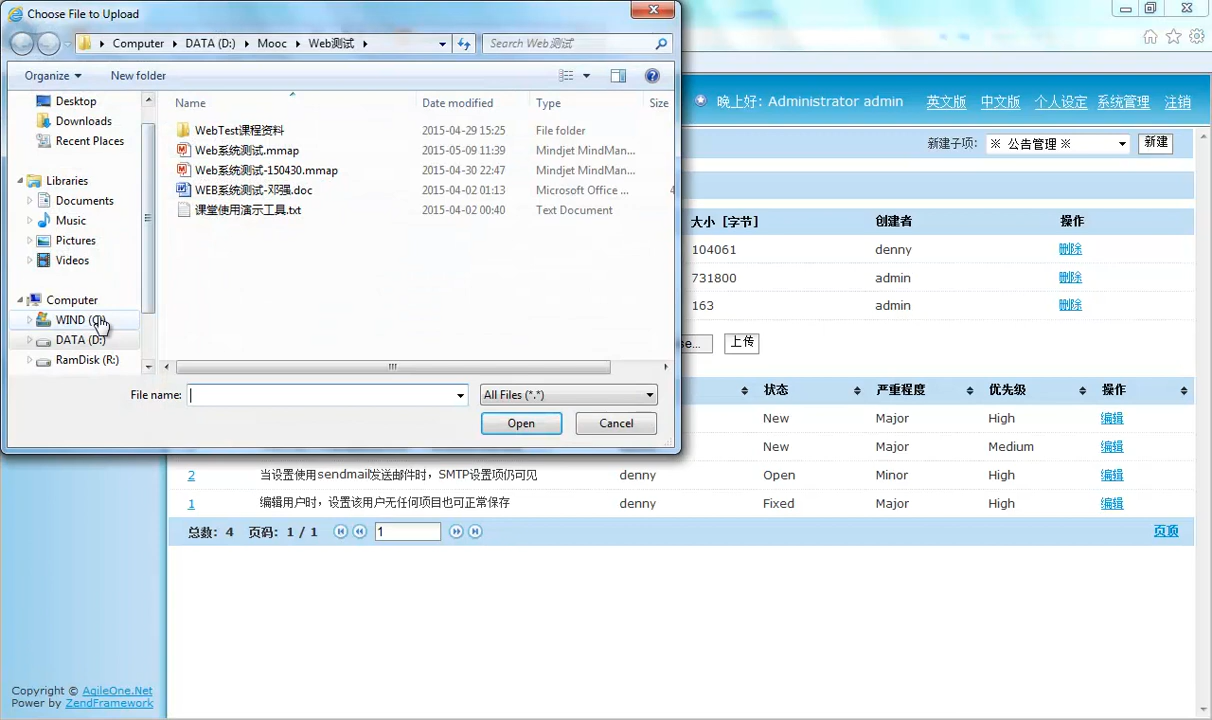 Choose File to Upload
Computer DATA (D:) Mooc Web测试
Search Web测试
Organize New folder
晚上好: Administrator admin 英文版 中文版 个人设定 系统管理 注销
新建子项: ※ 公告管理 ※ 新建
Desktop
Downloads
Recent Places
Libraries
Documents
Music
Pictures
Videos
Computer
WIND
DATA (D:)
RamDisk (R:)
Name Date modified Type Size
WebTest课程资料 2015-04-29 15:25 File folder
Web系统测试.mmap 2015-05-09 11:39 Mindjet MindMan...
Web系统测试-150430.mmap 2015-04-30 22:47 Mindjet MindMan...
WEB系统测试-邓强.doc 2015-04-02 01:13 Microsoft Office ... 4
课堂使用演示工具.txt 2015-04-02 00:40 Text Document
File name: All Files (*.*)
Open Cancel
大小 [字节] 创建者 操作
104061 denny 删除
731800 admin 删除
163 admin 删除
se... 上传
状态 严重程度 优先级 操作
New Major High 编辑
New Major Medium 编辑
2 当设置使用sendmail发送邮件时，SMTP设置项仍可见 denny Open Minor High 编辑
1 编辑用户时，设置该用户无任何项目也可正常保存 denny Fixed Major High 编辑
总数: 4 页码: 1 / 1 1 页顶
Copyright © AgileOne.Net
Power by ZendFramework